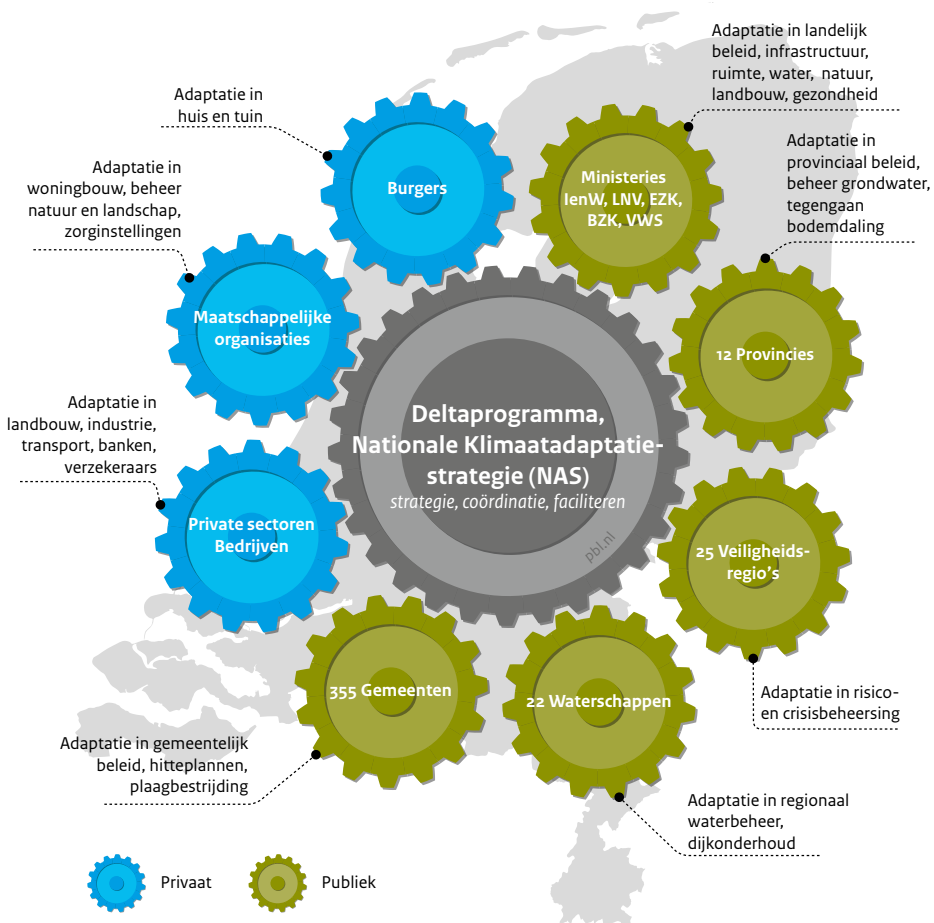 Adaptatie in landelijk
beleid, infrastructuur,
ruimte, water, natuur,
landbouw, gezondheid
Adaptatie in
huis en tuin
Adaptatie in
provinciaal beleid,
beheer grondwater,
tegengaan
bodemdaling
Adaptatie in
woningbouw, beheer
natuur en landschap,
zorginstellingen
Burgers
Ministeries
IenW, LNV, EZK,
BZK, VWS
Maatschappelijke
organisaties
12 Provincies
Adaptatie in
landbouw, industrie,
transport, banken,
verzekeraars
Deltaprogramma,
Nationale Klimaatadaptatie-
strategie (NAS)
strategie, coördinatie, faciliteren
pbl.nl
Private sectoren
Bedrijven
25 Veiligheids-
regio's
355 Gemeenten
22 Waterschappen
Adaptatie in risico-
en crisisbeheersing
Adaptatie in gemeentelijk
beleid, hitteplannen,
plaagbestrijding
Adaptatie in regionaal
waterbeheer,
dijkonderhoud
Privaat
Publiek